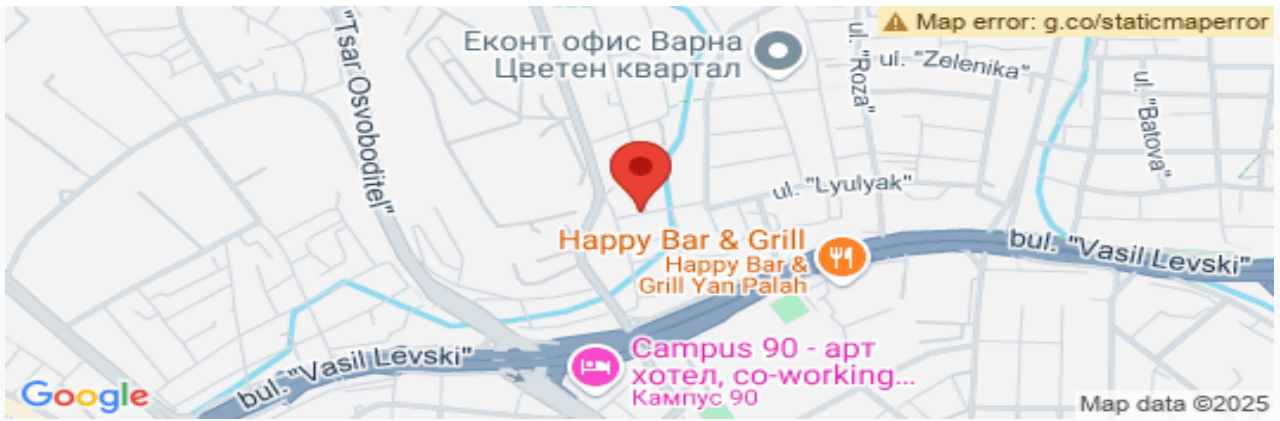 Map error: g.co/staticmaperror
"Tsar Osvoboditel"
Еконт офис Варна
Цветен квартал
ul. "Roza"
ul. "Zelenika"
ul. "Batova"
ul. "Lyulyak"
Happy Bar & Grill
Happy Bar &
Grill Yan Palah
bul. "Vasil Levski"
bul. "Vasil Levski"
Campus 90 - арт
хотел, co-working...
Кампус 90
Google
Map data ©2025